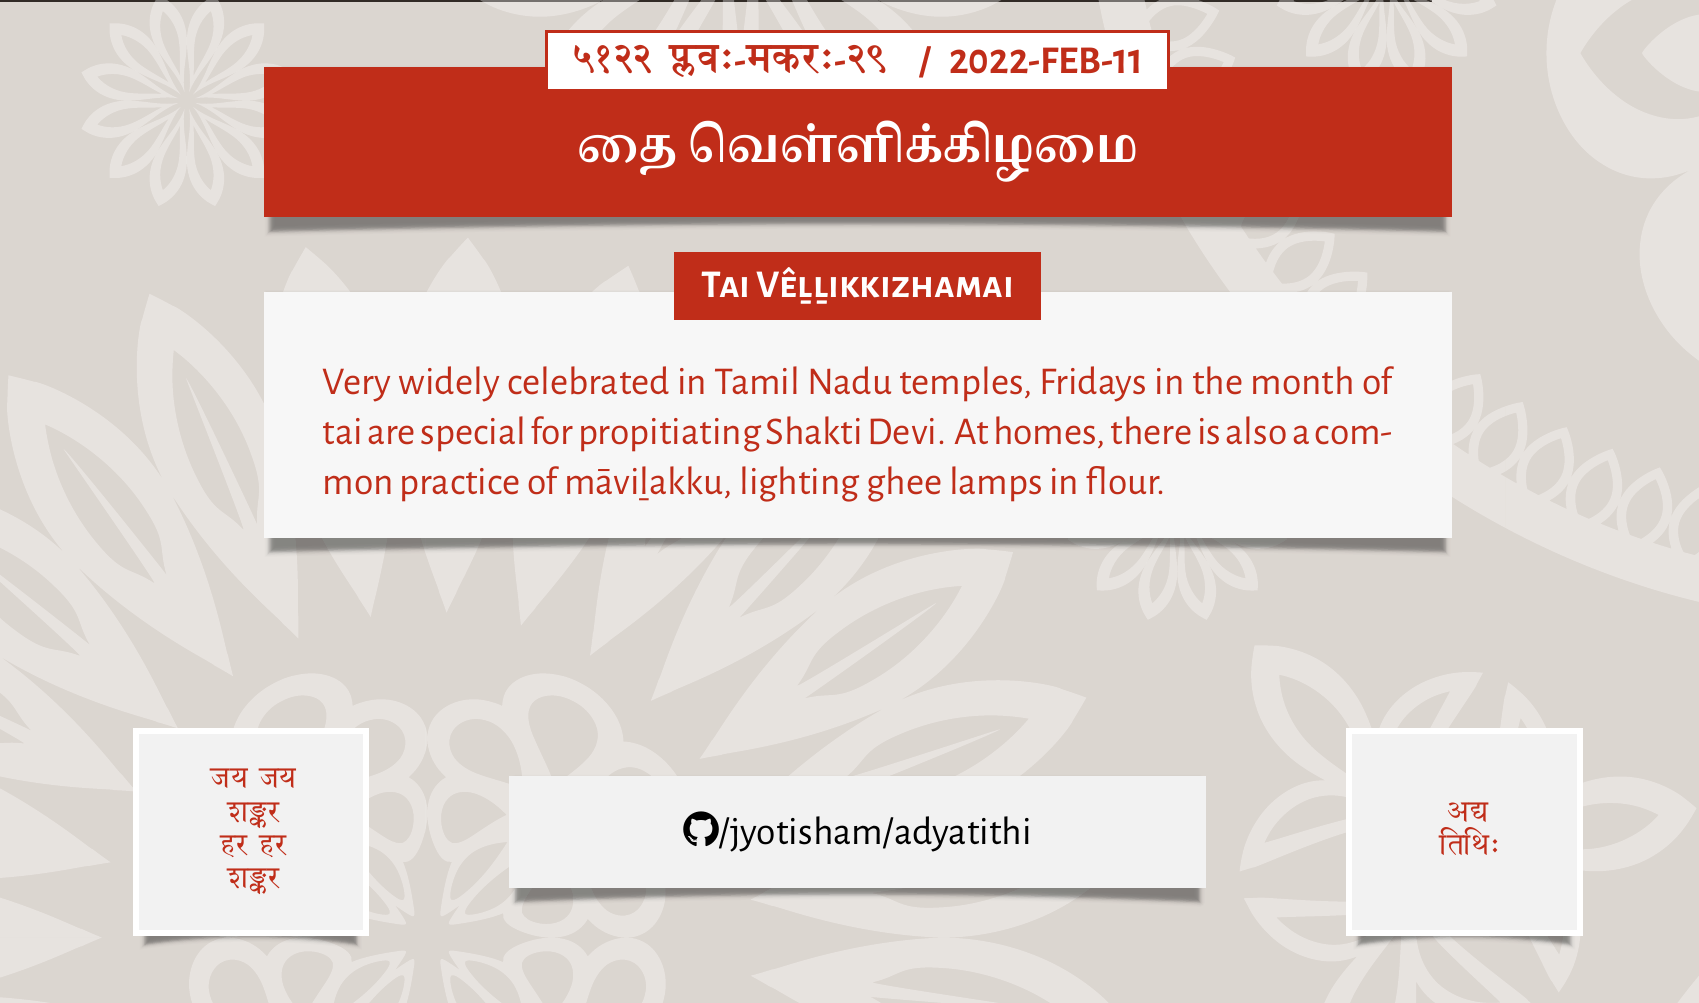 ५१२२ प्लवः-मकरः-२९ / 2022-FEB-11
தை வெள்ளிக்கிழமை
Tai Vêḻḻikkizhamai
Very widely celebrated in Tamil Nadu temples, Fridays in the month of
tai are special for propitiating Shakti Devi. At homes, there is also a com-
mon practice of māviḻakku, lighting ghee lamps in flour.
जय जय
शङ्कर
हर हर
शङ्कर
/jyotisham/adyatithi
अद्य
तिथिः